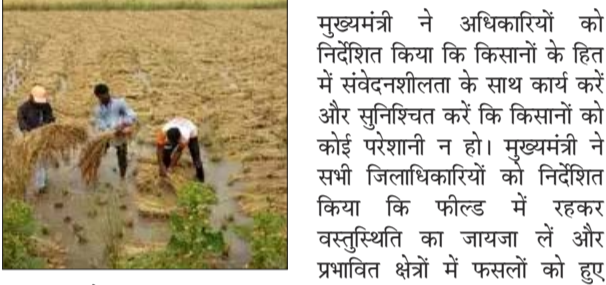 मुख्यमंत्री ने अधिकारियों को
निर्देशित किया कि किसानों के हित
में संवेदनशीलता के साथ कार्य करें
और सुनिश्चित करें कि किसानों को
कोई परेशानी न हो। मुख्यमंत्री ने
सभी जिलाधिकारियों को निर्देशित
किया कि फील्ड में रहकर
वस्तुस्थिति का जायजा लें और
प्रभावित क्षेत्रों में फसलों को हुए